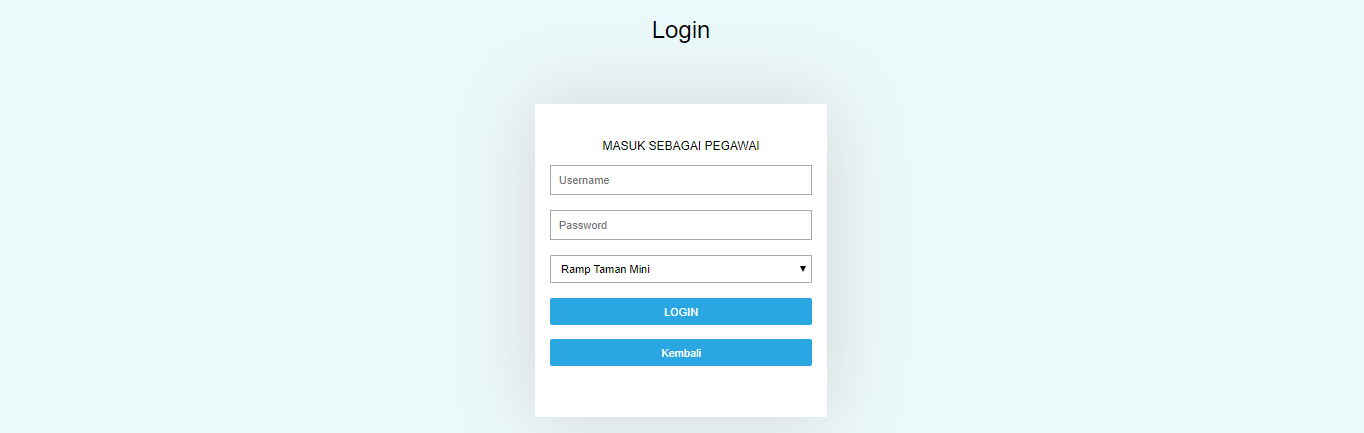 Login
MASUK SEBAGAI PEGAWAI
Username
Password
Ramp Taman Mini
LOGIN
Kembali